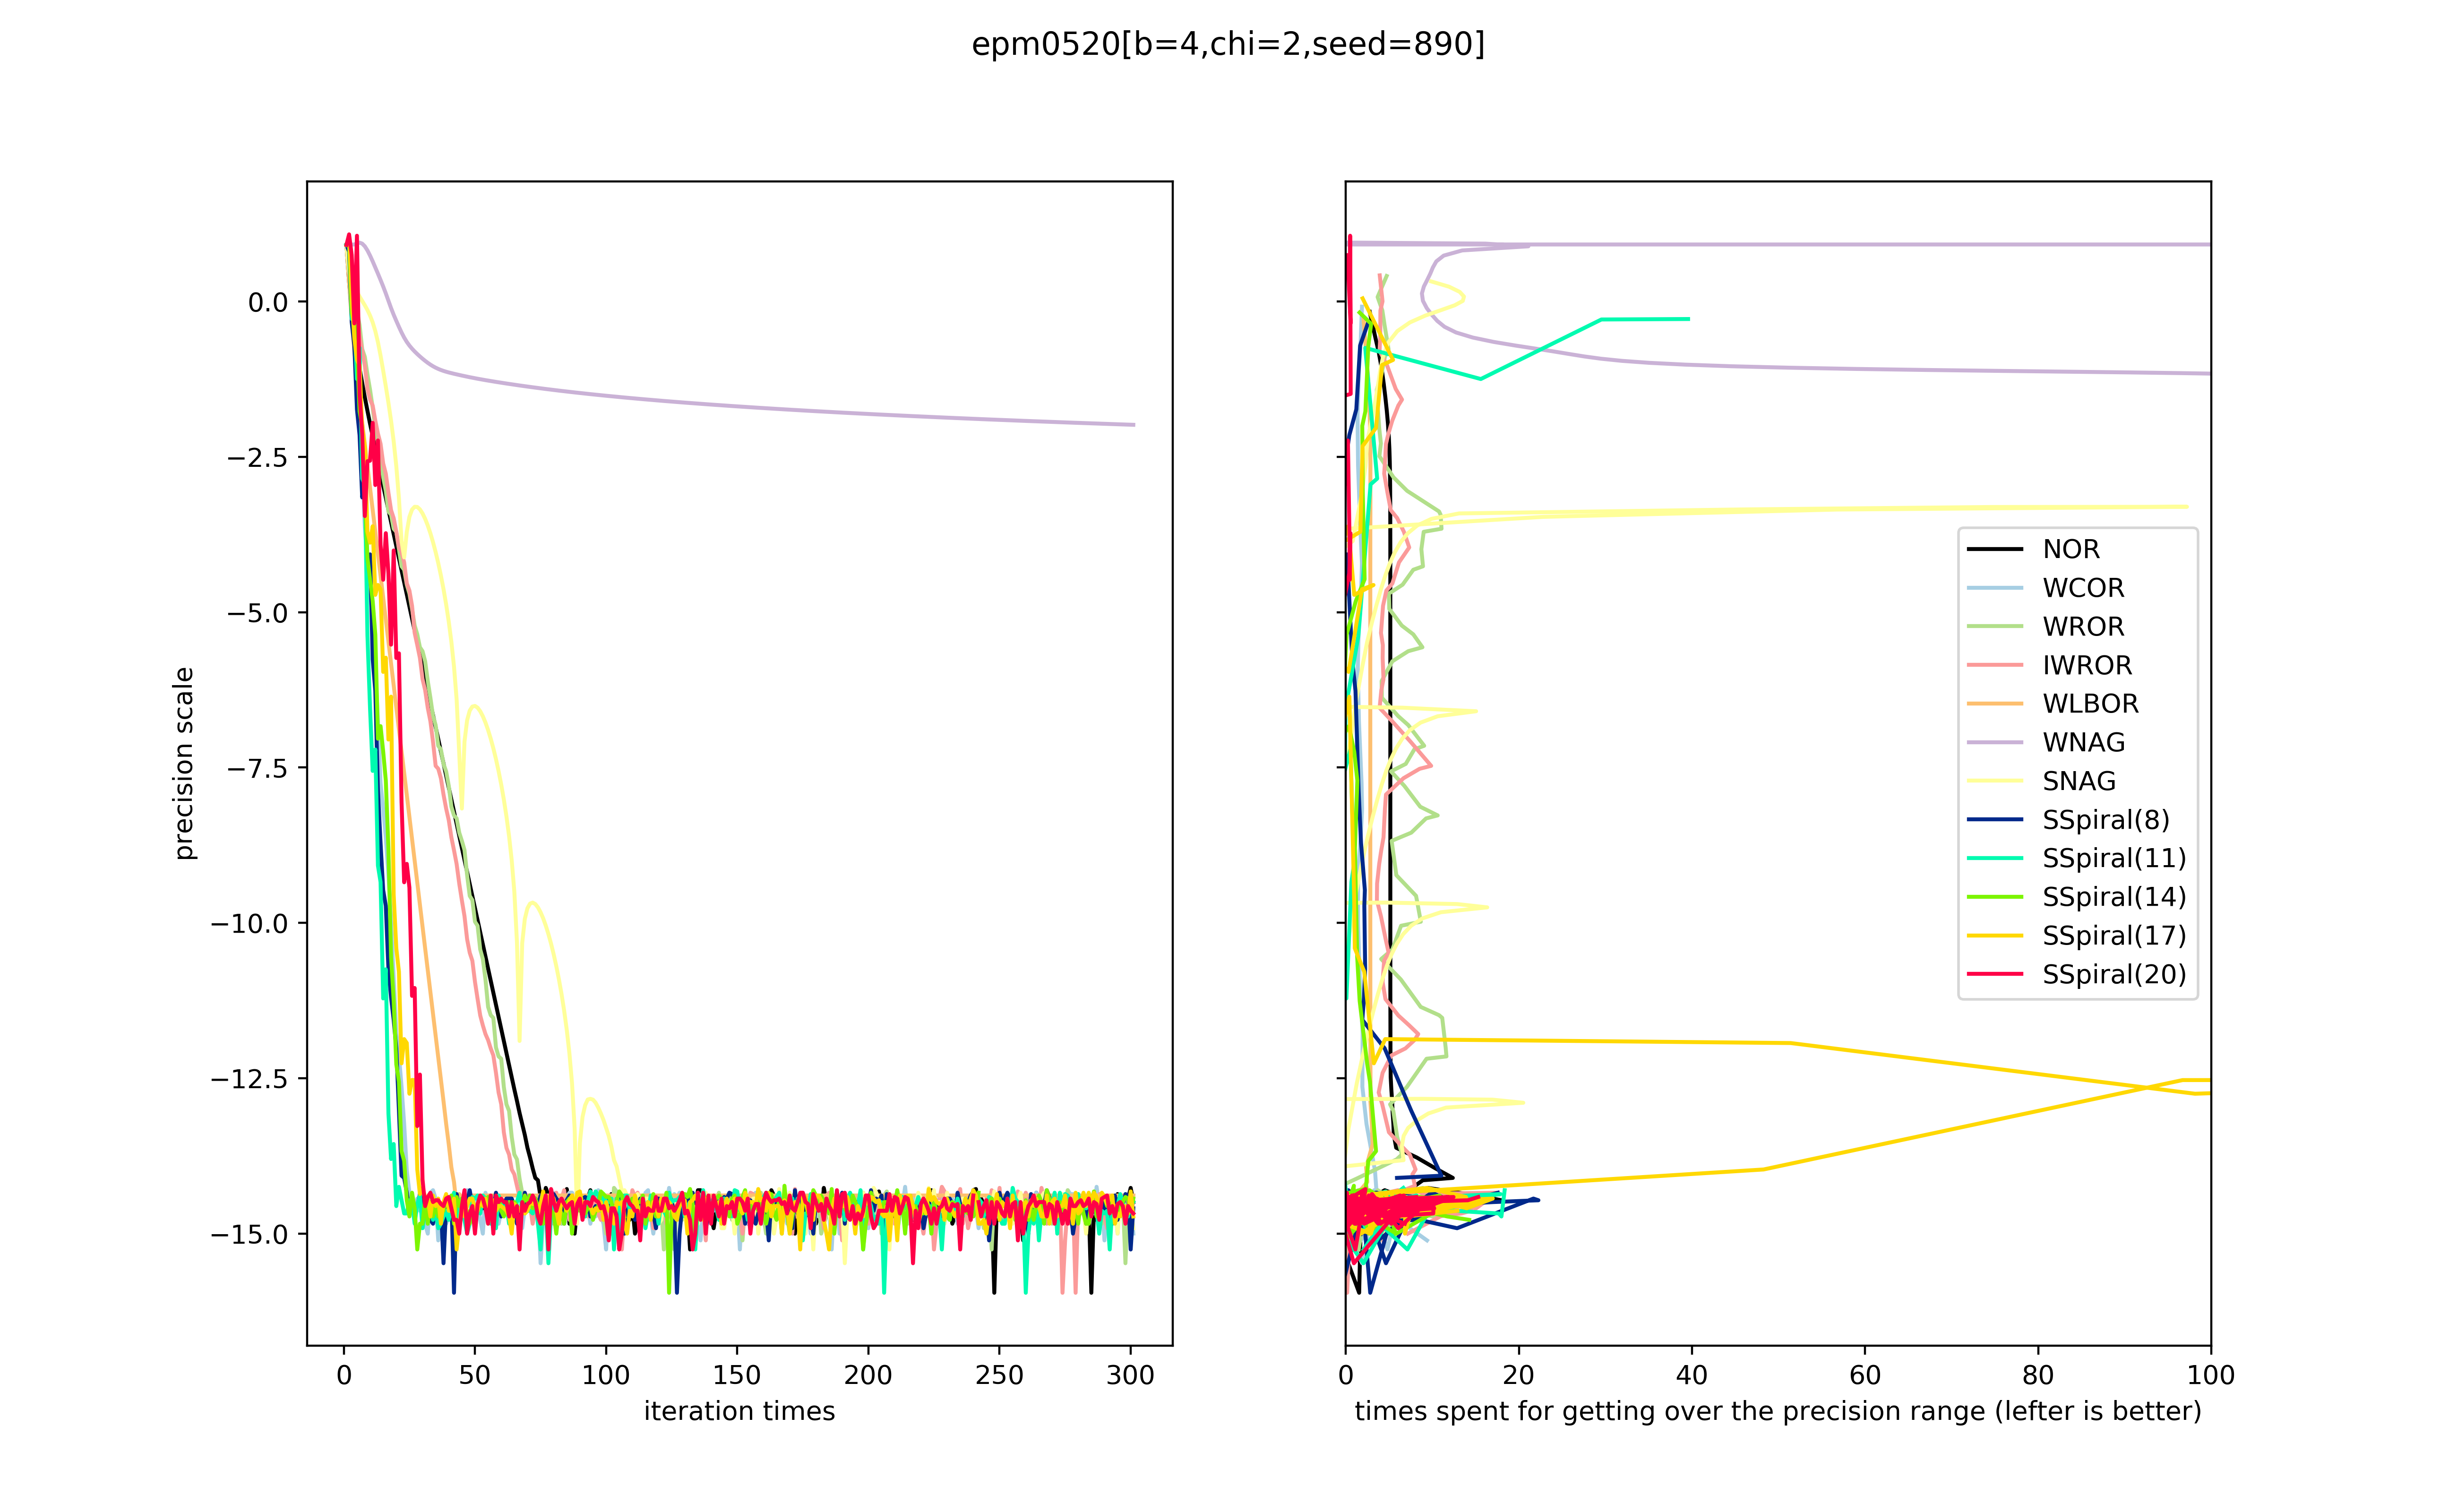 epm0520[b=4,chi=2,seed=890]
precision scale
0.0
−2.5
−5.0
−7.5
−10.0
−12.5
−15.0
0 50 100 150 200 250 300
iteration times
0 20 40 60 80 100
times spent for getting over the precision range (lefter is better)
NOR
WCOR
WROR
IWROR
WLBOR
WNAG
SNAG
SSpiral(8)
SSpiral(11)
SSpiral(14)
SSpiral(17)
SSpiral(20)